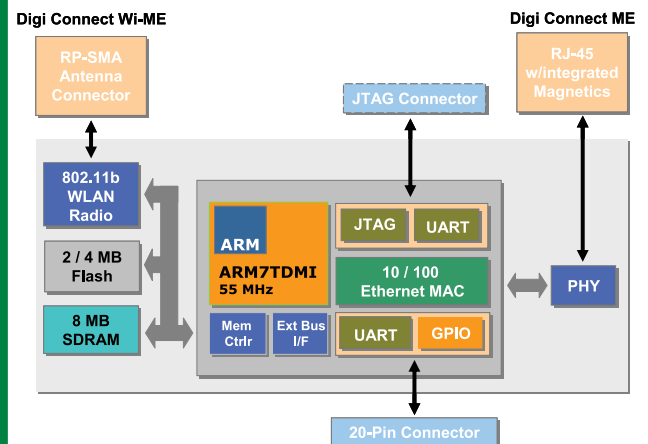 Digi Connect Wi-ME
Digi Connect ME
RP-SMA
Antenna
Connector
RJ-45
w/integrated
Magnetics
JTAG Connector
802.11b
WLAN
Radio
2 / 4 MB
Flash
8 MB
SDRAM
ARM
ARM7TDMI
55 MHz
JTAG
UART
10 / 100
Ethernet MAC
PHY
Mem
Ctrlr
Ext Bus
I/F
UART
GPIO
20-Pin Connector